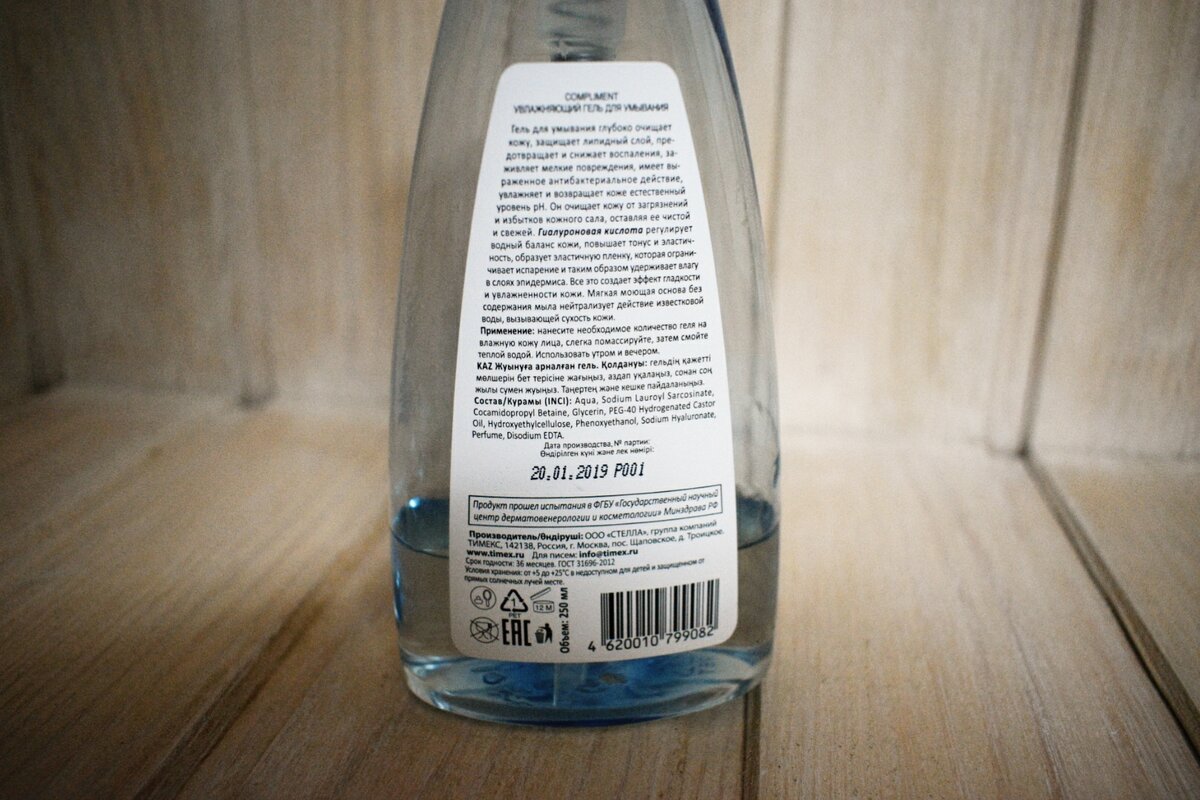 COMPLIMENT
УВЛАЖНЯЮЩИЙ ГЕЛЬ ДЛЯ УМЫВАНИЯ
Гель для умывания глубоко очищает
кожу, защищает липидный слой, пре-
дотвращает и снижает воспаления, за-
живляет мелкие повреждения, имеет вы-
раженное антибактериальное действие,
увлажняет и возвращает коже естественный
уровень pH. Он очищает кожу от загрязнений
и избытков кожного сала, оставляя ее чистой
и свежей. Гиалуроновая кислота регулирует
водный баланс кожи, повышает тонус и эластич-
ность, образует эластичную пленку, которая ограни-
чивает испарение и таким образом удерживает влагу
в слоях эпидермиса. Все это создает эффект гладкости
и увлажненности кожи. Мягкая моющая основа без
содержания мыла нейтрализует действие известковой
воды, вызывающей сухость кожи.
Применение: нанесите необходимое количество геля на
влажную кожу лица, слегка помассируйте, затем смойте
теплой водой. Использовать утром и вечером.
KAZ Жуынуға арналған гель. Қолдануы: гельдің қажетті
мөлшерін бет терісіне жағыңыз, аздап уқалаңыз, сонан соң
жылы сумен жуыңыз. Таңертең және кешке пайдаланыңыз.
Состав/Курамы (INCI): Aqua, Sodium Lauroyl Sarcosinate,
Cocamidopropyl Betaine, Glycerin, PEG-40 Hydrogenated Castor
Oil, Hydroxyethylcellulose, Phenoxyethanol, Sodium Hyaluronate,
Perfume, Disodium EDTA.
Дата производства, № партии:
Өндірілген күні және лек нөмірі:
20.01.2019 P001
Продукт прошел испытания в ФГБУ «Государственный научный
центр дерматовенерологии и косметологии» Минздрава РФ
Производитель/Өндіруші: ООО «СТЕЛЛА», группа компаний
ТИМЕКС, 142138, Россия, г. Москва, пос. Щаповское, д. Троицкое.
www.timex.ru Для писем: info@timex.ru
Срок годности: 36 месяцев. ГОСТ 31696-2012
Условия хранения: от +5 до +25°С в недоступном для детей и защищенном от
прямых солнечных лучей месте.
1
PET
12 M
EAC
Объем: 250 мл
4 620010 799082